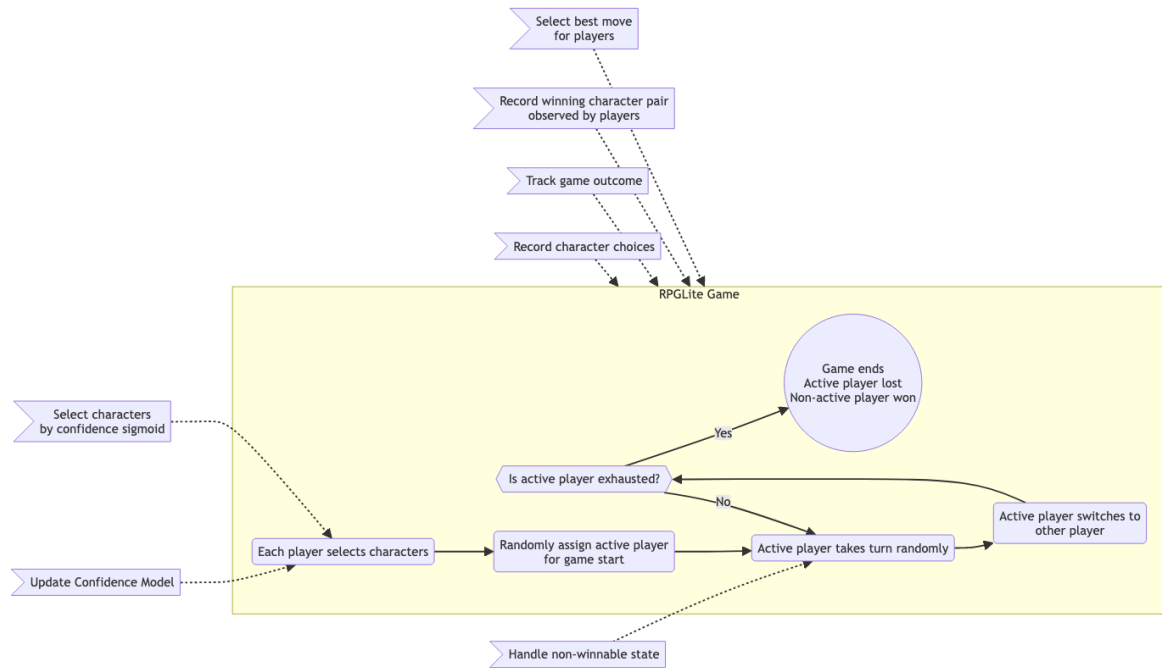 Select best move
for players
Record winning character pair
observed by players
Track game outcome
Record character choices
RPGLite Game
Game ends
Active player lost
Non-active player won
Select characters
by confidence sigmoid
Yes
Is active player exhausted?
No
Active player switches to
other player
Each player selects characters
Randomly assign active player
for game start
Active player takes turn randomly
Update Confidence Model
Handle non-winnable state